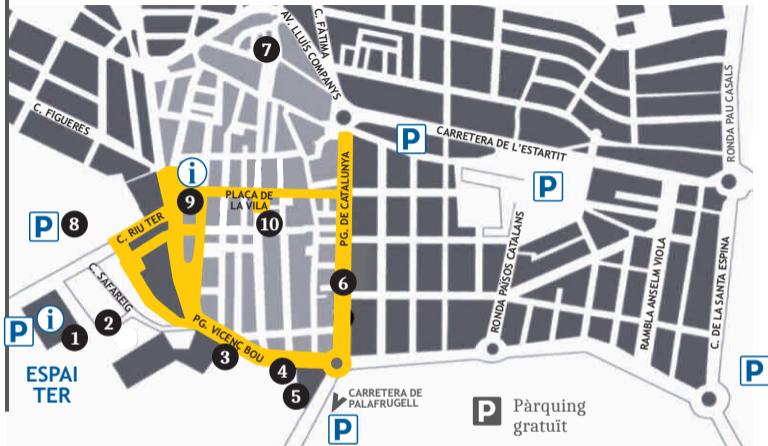 7
AV. LLUÍS COMPANYS
C. FÀTIMA
C. FIGUERES
P
CARRETERA DE L'ESTARTIT
RONDA PAU CASALS
i
PG. DE CATALUNYA
P
9
PLAÇA DE
LA VILA
10
P
8
C. RIU TER
RONDA PAÏSOS CATALANS
RAMBLA ANSELM VIOLA
C. DE LA SANTA ESPINA
C. SAFAREIG
6
P
i
1
2
PG. VICENÇ BOU
3
4
5
ESPAI
TER
CARRETERA DE
PALAFRUGELL
P
P
Pàrquing
gratuït
P